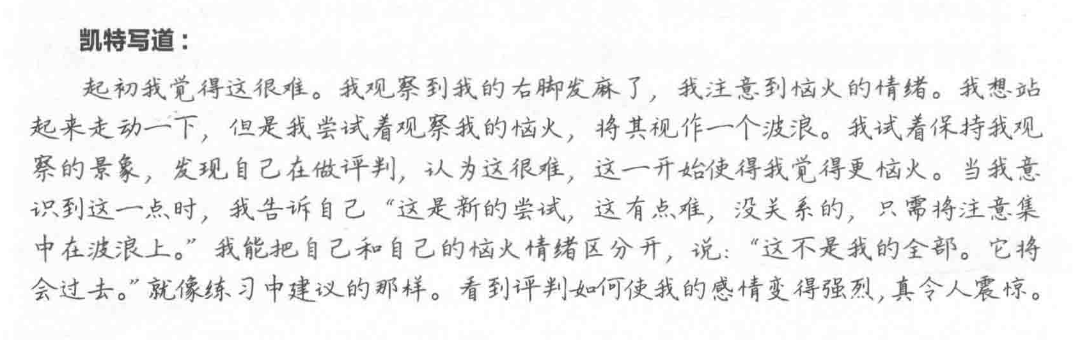 凯特写道：
起初我觉得这很难。我观察到我的右脚发麻了，我注意到恼火的情绪。我想站
起来走动一下，但是我尝试着观察我的恼火，将其视作一个波浪。我试着保持我观
察的景象，发现自己在做评判，认为这很难，这一开始使得我觉得更恼火。当我意
识到这一点时，我告诉自己“这是新的尝试，这有点难，没关系的，只需将注意集
中在波浪上。”我能把自己和自己的恼火情绪区分开，说：“这不是我的全部。它将
会过去。”就像练习中建议的那样。看到评判如何使我的感情变得强烈，真令人震惊。